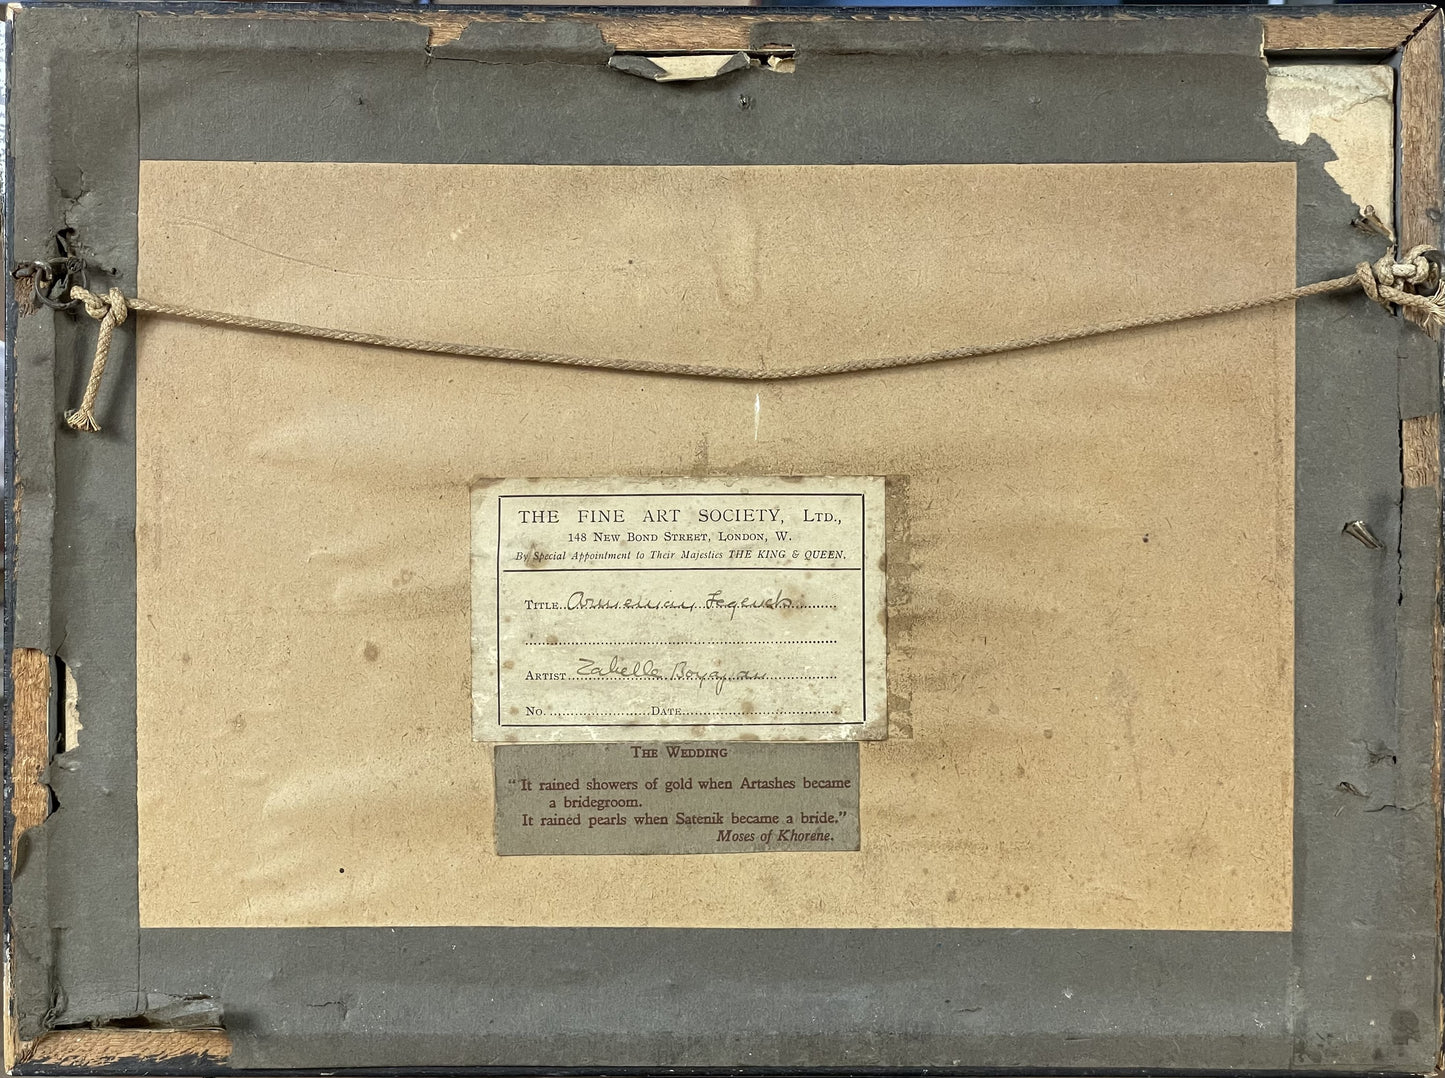 THE FINE ART SOCIETY, LTD.,
148 NEW BOND STREET, LONDON, W.
By Special Appointment to Their Majesties THE KING & QUEEN.
TITLE Armenian Legends
ARTIST Zabelle Boyajian
NO. DATE
THE WEDDING
"It rained showers of gold when Artashes became
a bridegroom.
It rained pearls when Satenik became a bride."
Moses of Khorene.